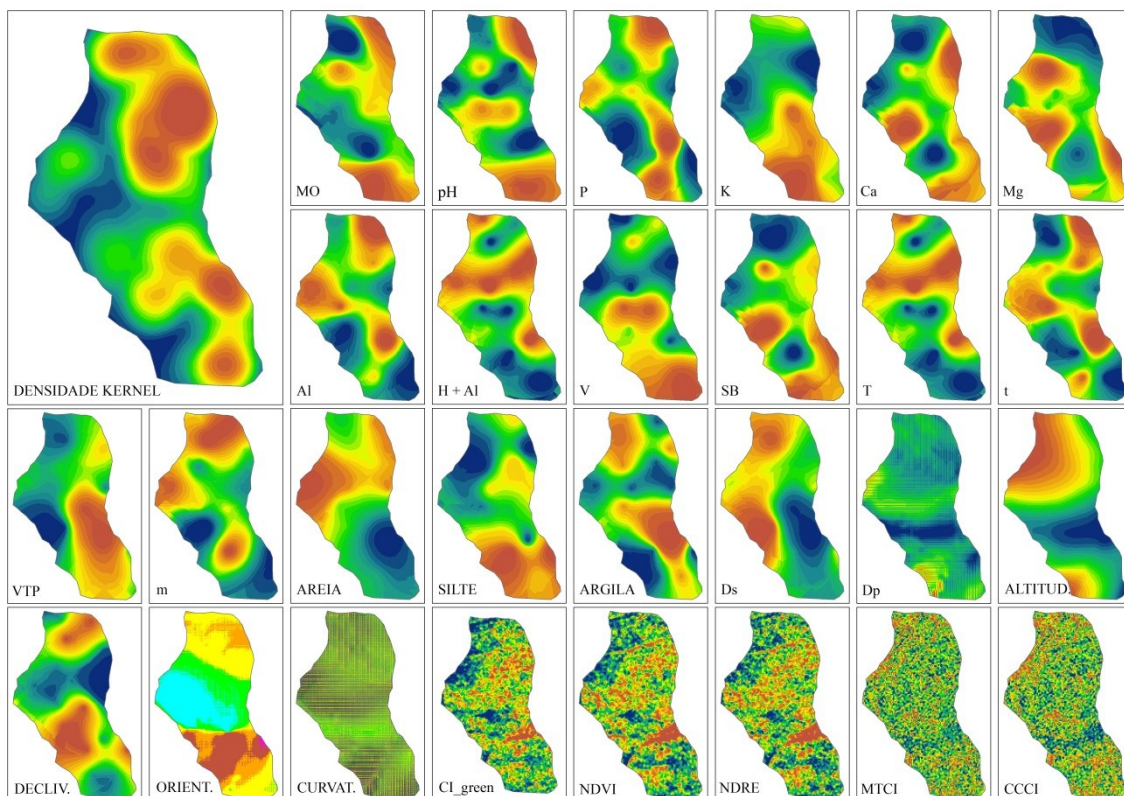 DENSIDADE KERNEL
MO
pH
P
K
Ca
Mg
Al
H + Al
V
SB
T
t
VTP
m
AREIA
SILTE
ARGILA
Ds
Dp
ALTITUD.
DECLIV.
ORIENT.
CURVAT.
CI_green
NDVI
NDRE
MTCI
CCCI